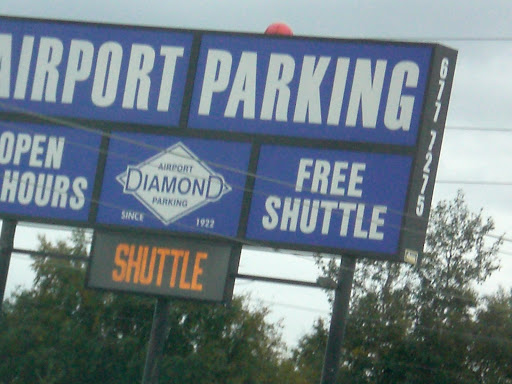 AIRPORT PARKING
OPEN
HOURS
AIRPORT
DIAMOND
PARKING
SINCE 1922
FREE
SHUTTLE
SHUTTLE
677 7275